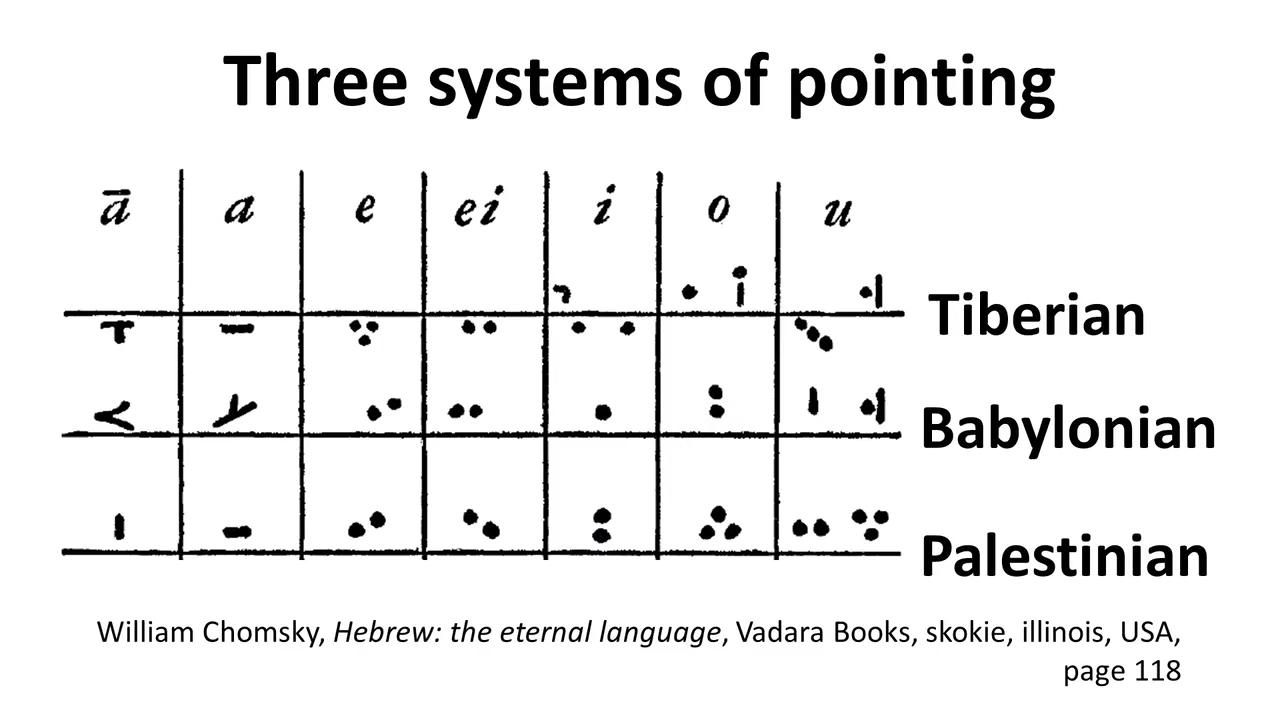 Three systems of pointing
ā a e ei i o u
Tiberian
Babylonian
Palestinian
William Chomsky, Hebrew: the eternal language, Vadara Books, skokie, illinois, USA,
page 118